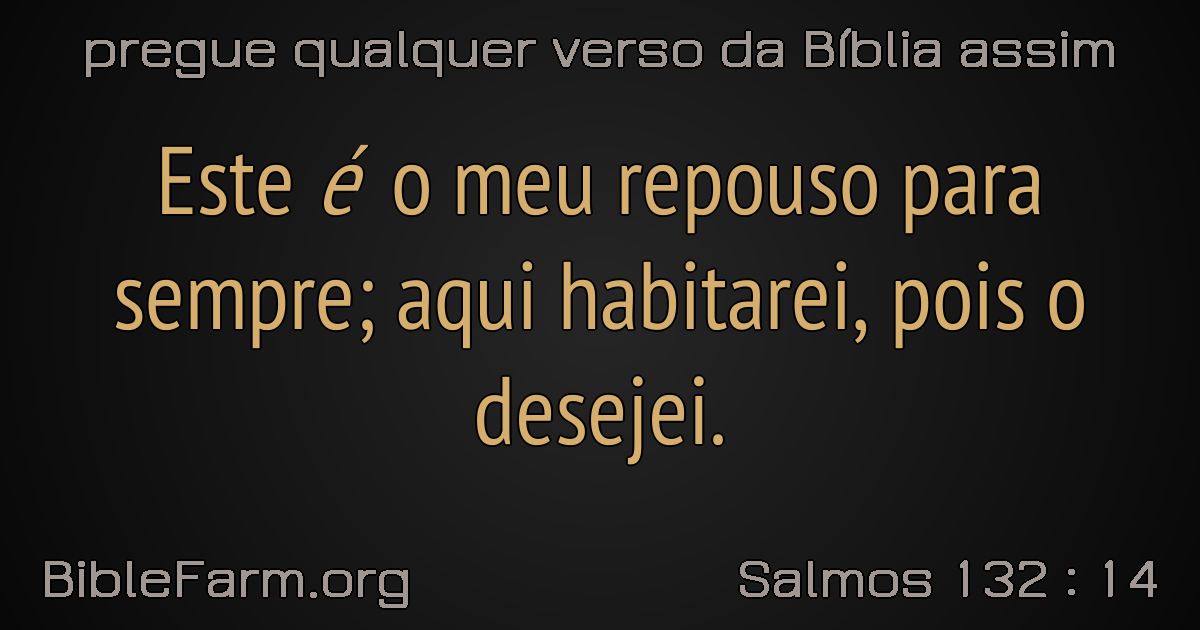 pregue qualquer verso da Bíblia assim
Este é o meu repouso para
sempre; aqui habitarei, pois o
desejei.
BibleFarm.org
Salmos 132 : 14